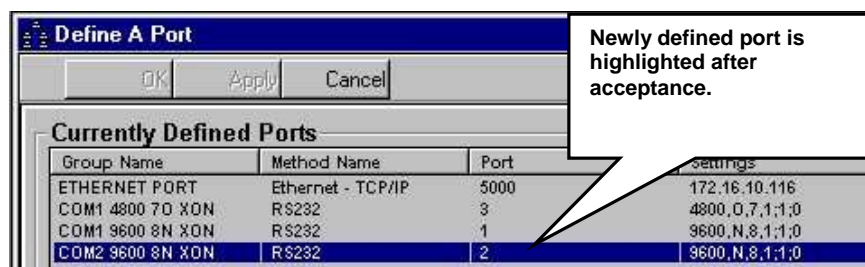 Define A Port
Newly defined port is
highlighted after
acceptance.
OK Apply Cancel
Currently Defined Ports
Group Name Method Name Port Settings
ETHERNET PORT Ethernet - TCP/IP 5000 172.16.10.116
COM1 4800 7O XON RS232 3 4800,O,7,1;1;0
COM1 9600 8N XON RS232 1 9600,N,8,1;1;0
COM2 9600 8N XON RS232 2 9600,N,8,1;1;0